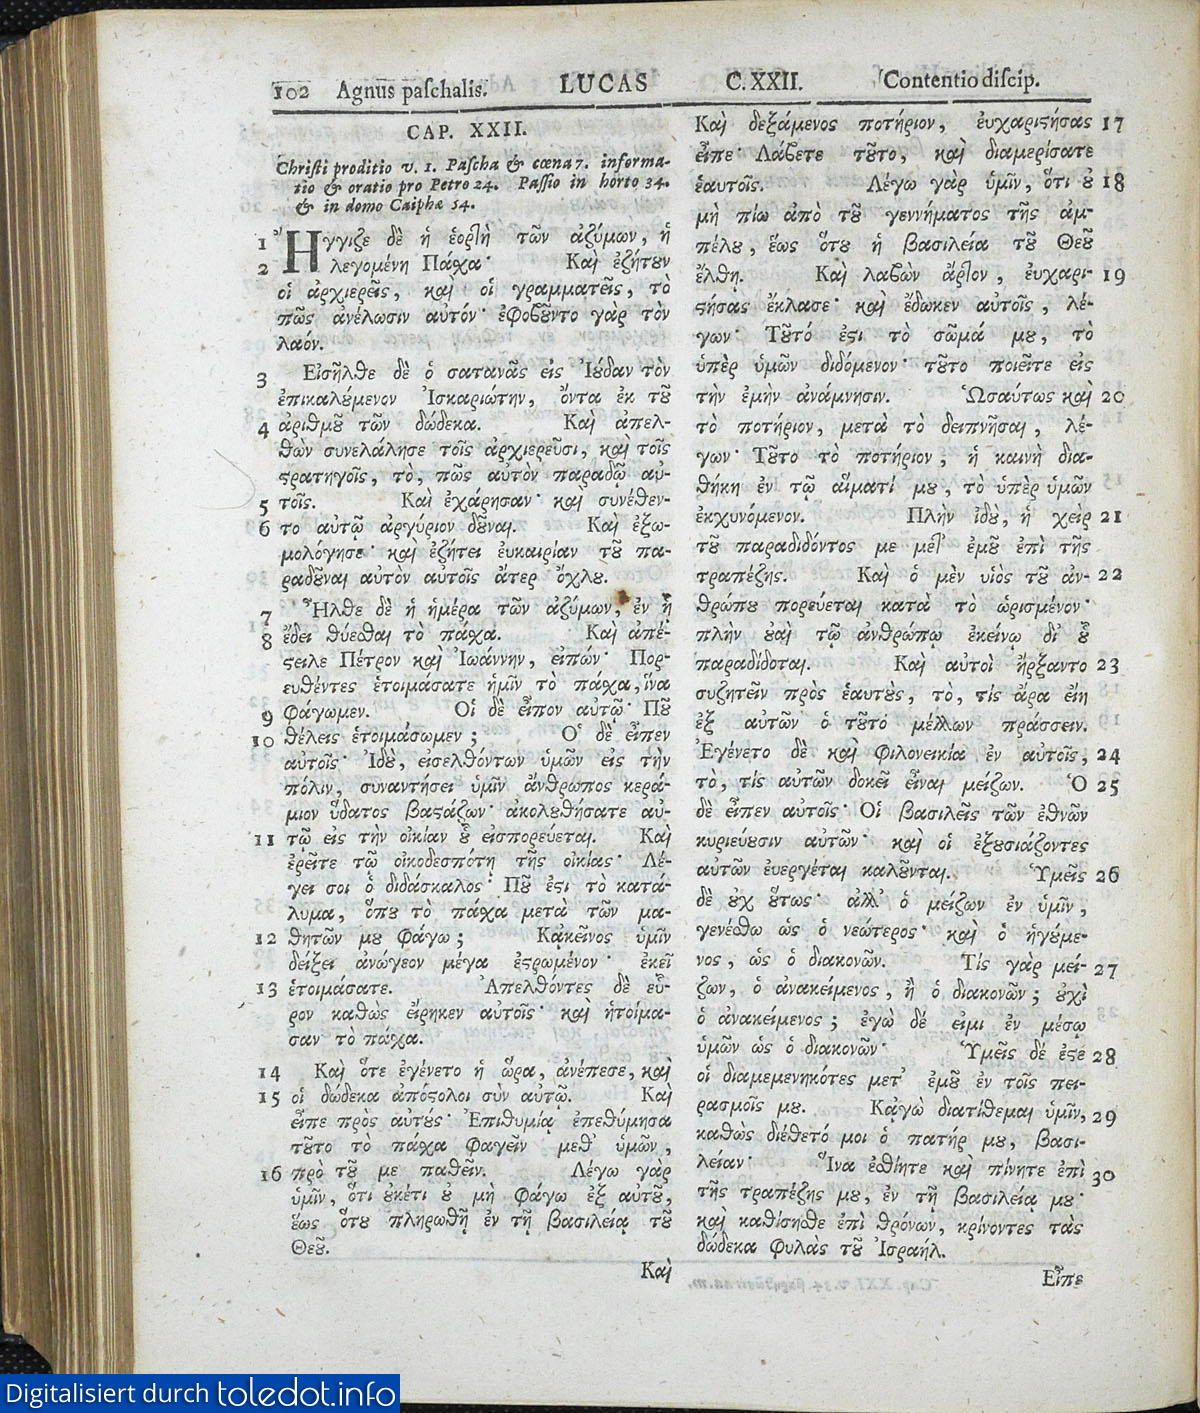 102 Agnus paschalis. LUCAS C. XXII. Contentio discip.
CAP. XXII.
Christi proditio v. 1. Pascha & cœna 7. informa-
tio & oratio pro Petro 24. Passio in horto 34.
& in domo Caiphæ 54.
1 Ἤγγιζε δὲ ἡ ἑορτὴ τῶν ἀζύμων, ἡ
2 λεγομένη Πάσχα· Καὶ ἐζήτουν
οἱ ἀρχιερεῖς, καὶ οἱ γραμματεῖς, τὸ
πῶς ἀνέλωσιν αὐτόν· ἐφοβοῦντο γὰρ τὸν
λαόν.
3 Εἰσῆλθε δὲ ὁ σατανᾶς εἰς Ἰούδαν τὸν
ἐπικαλούμενον Ἰσκαριώτην, ὄντα ἐκ τοῦ
4 ἀριθμοῦ τῶν δώδεκα. Καὶ ἀπελ-
θὼν συνελάλησε τοῖς ἀρχιερεῦσι, καὶ τοῖς
στρατηγοῖς, τὸ, πῶς αὐτὸν παραδῷ αὐ-
5 τοῖς. Καὶ ἐχάρησαν· καὶ συνέθεν-
6 το αὐτῷ ἀργύριον δοῦναι. Καὶ ἐξω-
μολόγησε· καὶ ἐζήτει εὐκαιρίαν τοῦ πα-
ραδοῦναι αὐτὸν αὐτοῖς ἄτερ ὄχλου.
7 Ἦλθε δὲ ἡ ἡμέρα τῶν ἀζύμων, ἐν ᾗ
8 ἔδει θύεσθαι τὸ πάσχα. Καὶ ἀπέ-
στειλε Πέτρον καὶ Ἰωάννην, εἰπών· Πορ-
ευθέντες ἑτοιμάσατε ἡμῖν τὸ πάσχα, ἵνα
9 φάγωμεν. Οἱ δὲ εἶπον αὐτῷ· Ποῦ
10 θέλεις ἑτοιμάσωμεν; Ὁ δὲ εἶπεν
αὐτοῖς· Ἰδοὺ, εἰσελθόντων ὑμῶν εἰς τὴν
πόλιν, συναντήσει ὑμῖν ἄνθρωπος κερά-
μιον ὕδατος βαστάζων· ἀκολουθήσατε αὐ-
11 τῷ εἰς τὴν οἰκίαν οὗ εἰσπορεύεται. Καὶ
ἐρεῖτε τῷ οἰκοδεσπότῃ τῆς οἰκίας· Λέ-
γει σοι ὁ διδάσκαλος· Ποῦ ἐστι τὸ κατά-
λυμα, ὅπου τὸ πάσχα μετὰ τῶν μα-
12 θητῶν μου φάγω; Κᾀκεῖνος ὑμῖν
δείξει ἀνώγεον μέγα ἐστρωμένον· ἐκεῖ
13 ἑτοιμάσατε. Ἀπελθόντες δὲ εὗ-
ρον καθὼς εἴρηκεν αὐτοῖς· καὶ ἡτοίμα-
σαν τὸ πάσχα.
14 Καὶ ὅτε ἐγένετο ἡ ὥρα, ἀνέπεσε, καὶ
15 οἱ δώδεκα ἀπόστολοι σὺν αὐτῷ. Καὶ
εἶπε πρὸς αὐτούς· Ἐπιθυμίᾳ ἐπεθύμησα
τοῦτο τὸ πάσχα φαγεῖν μεθ' ὑμῶν,
16 πρὸ τοῦ με παθεῖν. Λέγω γὰρ
ὑμῖν, ὅτι οὐκέτι οὐ μὴ φάγω ἐξ αὐτοῦ,
ἕως ὅτου πληρωθῇ ἐν τῇ βασιλείᾳ τοῦ
Θεοῦ.
Καὶ
Καὶ δεξάμενος ποτήριον, εὐχαριστήσας 17
εἶπε· Λάβετε τοῦτο, καὶ διαμερίσατε
ἑαυτοῖς. Λέγω γὰρ ὑμῖν, ὅτι οὐ 18
μὴ πίω ἀπὸ τοῦ γεννήματος τῆς ἀμ-
πέλου, ἕως ὅτου ἡ βασιλεία τοῦ Θεοῦ
ἔλθῃ. Καὶ λαβὼν ἄρτον, εὐχαρι- 19
στήσας ἔκλασε· καὶ ἔδωκεν αὐτοῖς, λέ-
γων· Τοῦτό ἐστι τὸ σῶμά μου, τὸ
ὑπὲρ ὑμῶν διδόμενον· τοῦτο ποιεῖτε εἰς
τὴν ἐμὴν ἀνάμνησιν. Ὡσαύτως καὶ 20
τὸ ποτήριον, μετὰ τὸ δειπνῆσαι, λέ-
γων· Τοῦτο τὸ ποτήριον, ἡ καινὴ δια-
θήκη ἐν τῷ αἵματί μου, τὸ ὑπὲρ ὑμῶν
ἐκχυνόμενον. Πλὴν ἰδοὺ, ἡ χεὶρ 21
τοῦ παραδιδόντος με μετ' ἐμοῦ ἐπὶ τῆς
τραπέζης. Καὶ ὁ μὲν υἱὸς τοῦ ἀν- 22
θρώπου πορεύεται κατὰ τὸ ὡρισμένον·
πλὴν οὐαὶ τῷ ἀνθρώπῳ ἐκείνῳ δι' οὗ
παραδίδοται. Καὶ αὐτοὶ ἤρξαντο 23
συζητεῖν πρὸς ἑαυτοὺς, τὸ, τίς ἄρα εἴη
ἐξ αὐτῶν ὁ τοῦτο μέλλων πράσσειν.
Ἐγένετο δὲ καὶ φιλονεικία ἐν αὐτοῖς, 24
τὸ, τίς αὐτῶν δοκεῖ εἶναι μείζων. Ὁ 25
δὲ εἶπεν αὐτοῖς· Οἱ βασιλεῖς τῶν ἐθνῶν
κυριεύουσιν αὐτῶν· καὶ οἱ ἐξουσιάζοντες
αὐτῶν εὐεργέται καλοῦνται. Ὑμεῖς 26
δὲ οὐχ οὕτως· ἀλλ' ὁ μείζων ἐν ὑμῖν,
γενέσθω ὡς ὁ νεώτερος· καὶ ὁ ἡγούμε-
νος, ὡς ὁ διακονῶν. Τίς γὰρ μεί- 27
ζων, ὁ ἀνακείμενος, ἢ ὁ διακονῶν; οὐχὶ
ὁ ἀνακείμενος; ἐγὼ δέ εἰμι ἐν μέσῳ
ὑμῶν ὡς ὁ διακονῶν· Ὑμεῖς δέ ἐστε 28
οἱ διαμεμενηκότες μετ' ἐμοῦ ἐν τοῖς πει-
ρασμοῖς μου. Κᾀγὼ διατίθεμαι ὑμῖν, 29
καθὼς διέθετό μοι ὁ πατήρ μου, βασι-
λείαν· Ἵνα ἐσθίητε καὶ πίνητε ἐπὶ 30
τῆς τραπέζης μου, ἐν τῇ βασιλείᾳ μου·
καὶ καθίσησθε ἐπὶ θρόνων, κρίνοντες τὰς
δώδεκα φυλὰς τοῦ Ἰσραήλ.
Εἶπε
Digitalisiert durch toledot.info